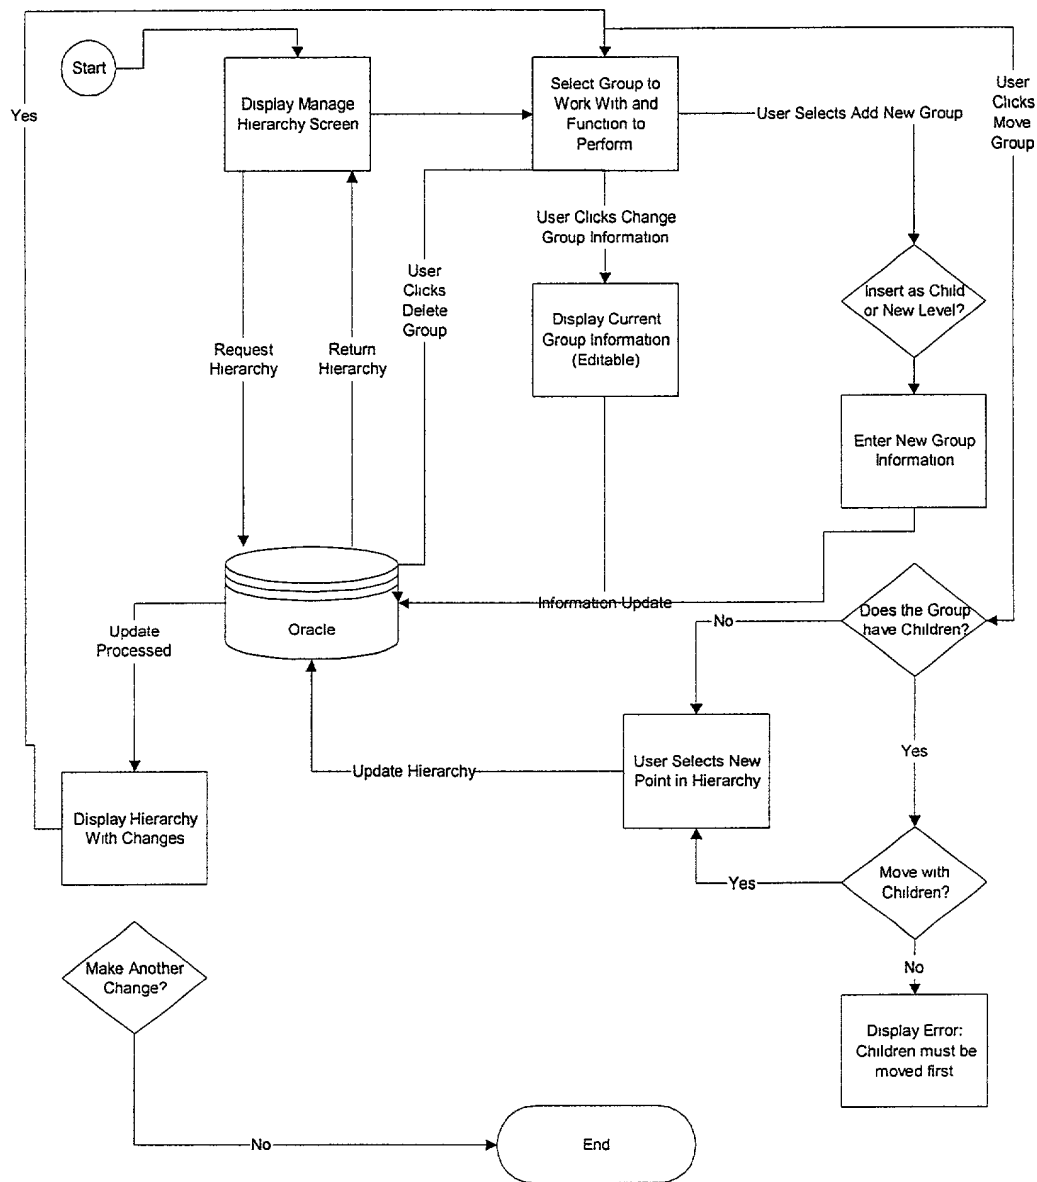 Start
Yes
Display Manage
Hierarchy Screen
Select Group to
Work With and
Function to
Perform
User Selects Add New Group
User
Clicks
Move
Group
User Clicks Change
Group Information
User
Clicks
Delete
Group
Insert as Child
or New Level?
Display Current
Group Information
(Editable)
Request
Hierarchy
Return
Hierarchy
Enter New Group
Information
Information Update
Oracle
Does the Group
have Children?
No
Update
Processed
Yes
User Selects New
Point in Hierarchy
Update Hierarchy
Display Hierarchy
With Changes
Move with
Children?
Yes
Make Another
Change?
No
Display Error:
Children must be
moved first
No
End